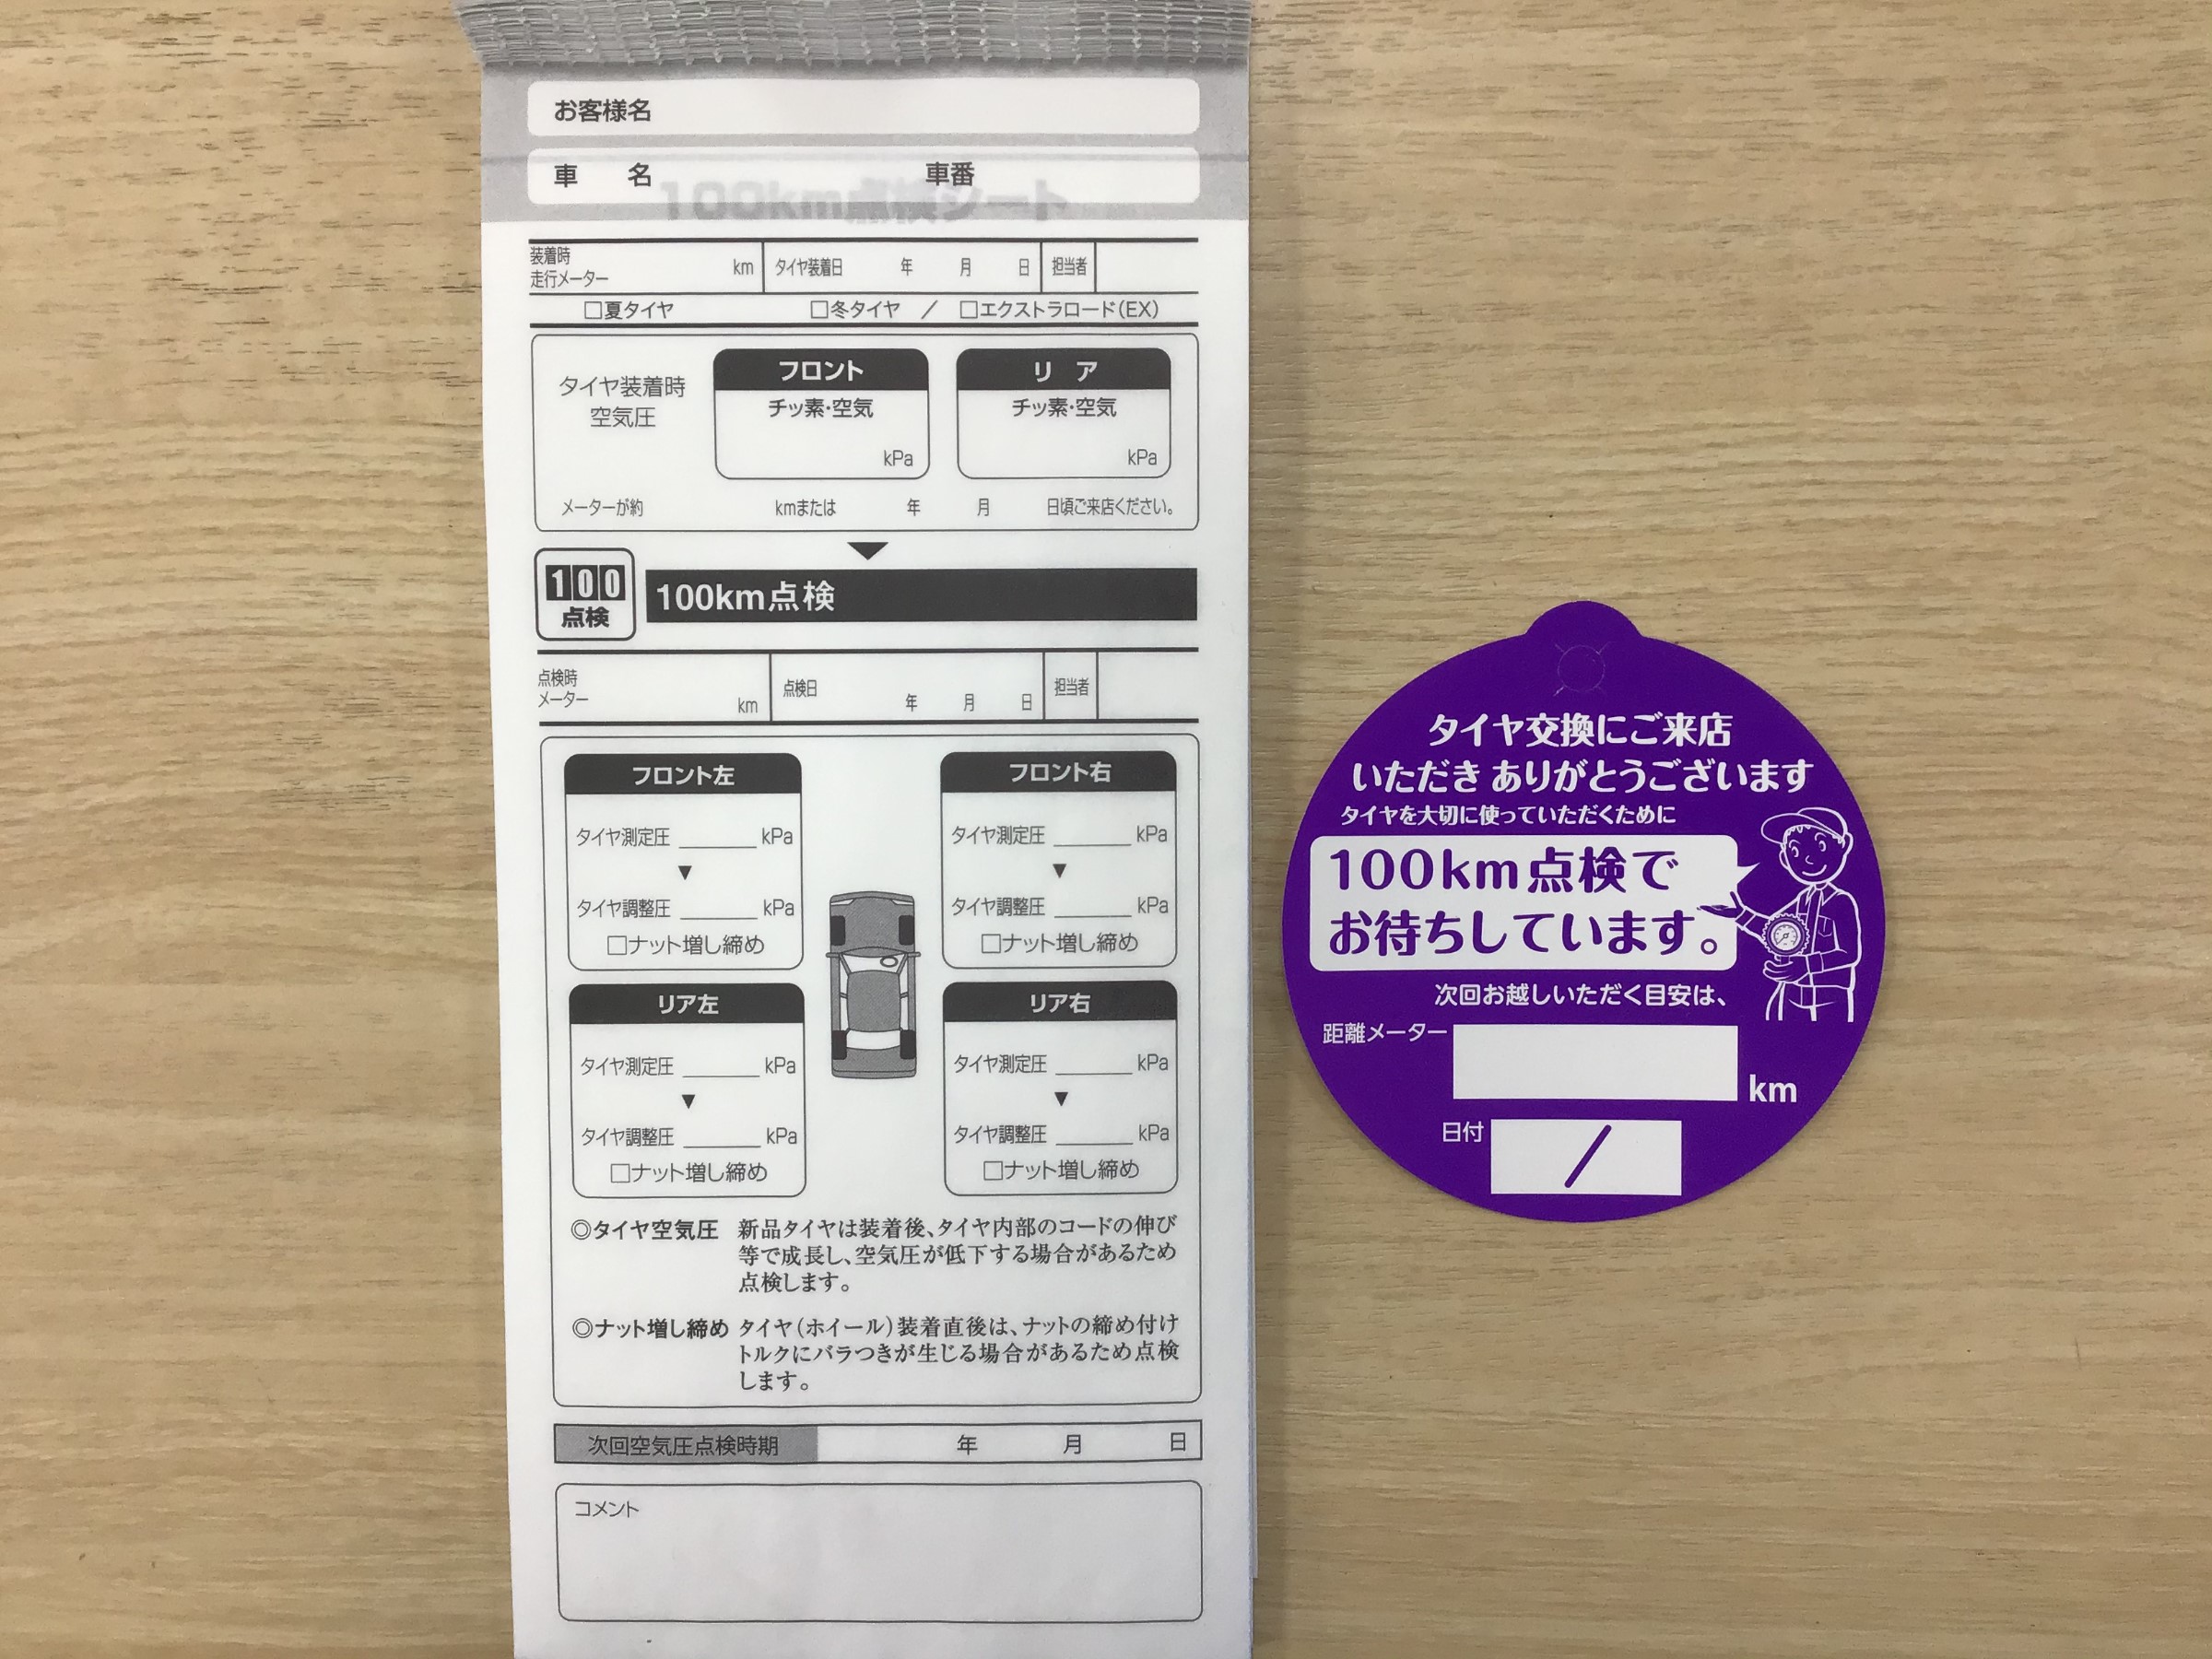 お客様名
車　名　車番
100km点検シート
装着時
走行メーター　km　タイヤ装着日　年　月　日　担当者
□夏タイヤ　□冬タイヤ　／　□エクストラロード(EX)
タイヤ装着時
空気圧
フロント
チッ素・空気
kPa
リ　ア
チッ素・空気
kPa
メーターが約　kmまたは　年　月　日頃ご来店ください。
▼
100
点検
100km点検
点検時
メーター　km　点検日　年　月　日　担当者
フロント左
タイヤ測定圧　kPa
▼
タイヤ調整圧　kPa
□ナット増し締め
フロント右
タイヤ測定圧　kPa
▼
タイヤ調整圧　kPa
□ナット増し締め
リア左
タイヤ測定圧　kPa
▼
タイヤ調整圧　kPa
□ナット増し締め
リア右
タイヤ測定圧　kPa
▼
タイヤ調整圧　kPa
□ナット増し締め
◎タイヤ空気圧　新品タイヤは装着後、タイヤ内部のコードの伸び
等で成長し、空気圧が低下する場合があるため
点検します。
◎ナット増し締め　タイヤ(ホイール)装着直後は、ナットの締め付け
トルクにバラつきが生じる場合があるため点検
します。
次回空気圧点検時期　年　月　日
コメント
タイヤ交換にご来店
いただき ありがとうございます
タイヤを大切に使っていただくために
100km点検で
お待ちしています。
次回お越しいただく目安は、
距離メーター　km
日付　/